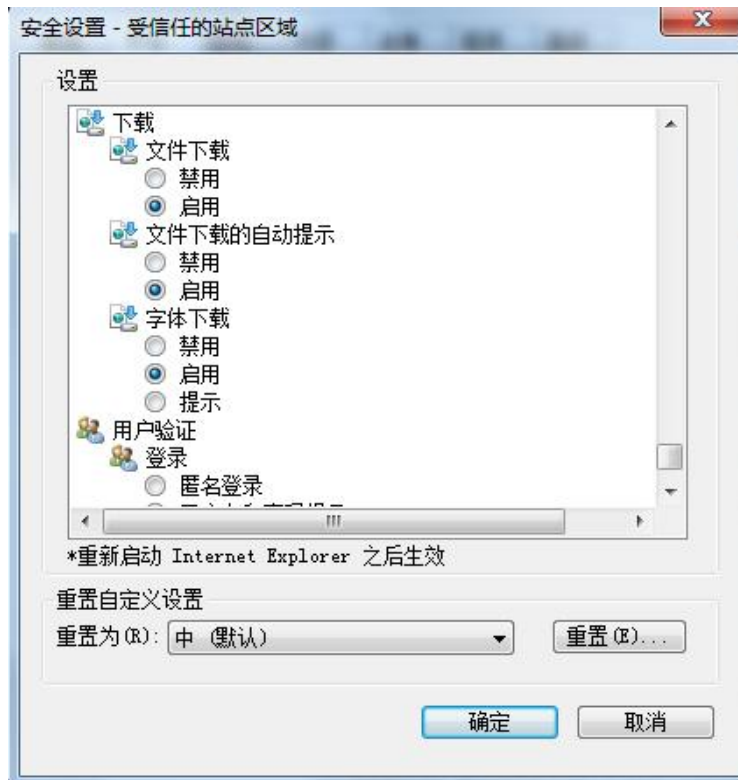 安全设置 - 受信任的站点区域
设置
下载
文件下载
禁用
启用
文件下载的自动提示
禁用
启用
字体下载
禁用
启用
提示
用户验证
登录
匿名登录
*重新启动 Internet Explorer 之后生效
重置自定义设置
重置为(R): 中 (默认) 重置(E)...
确定 取消